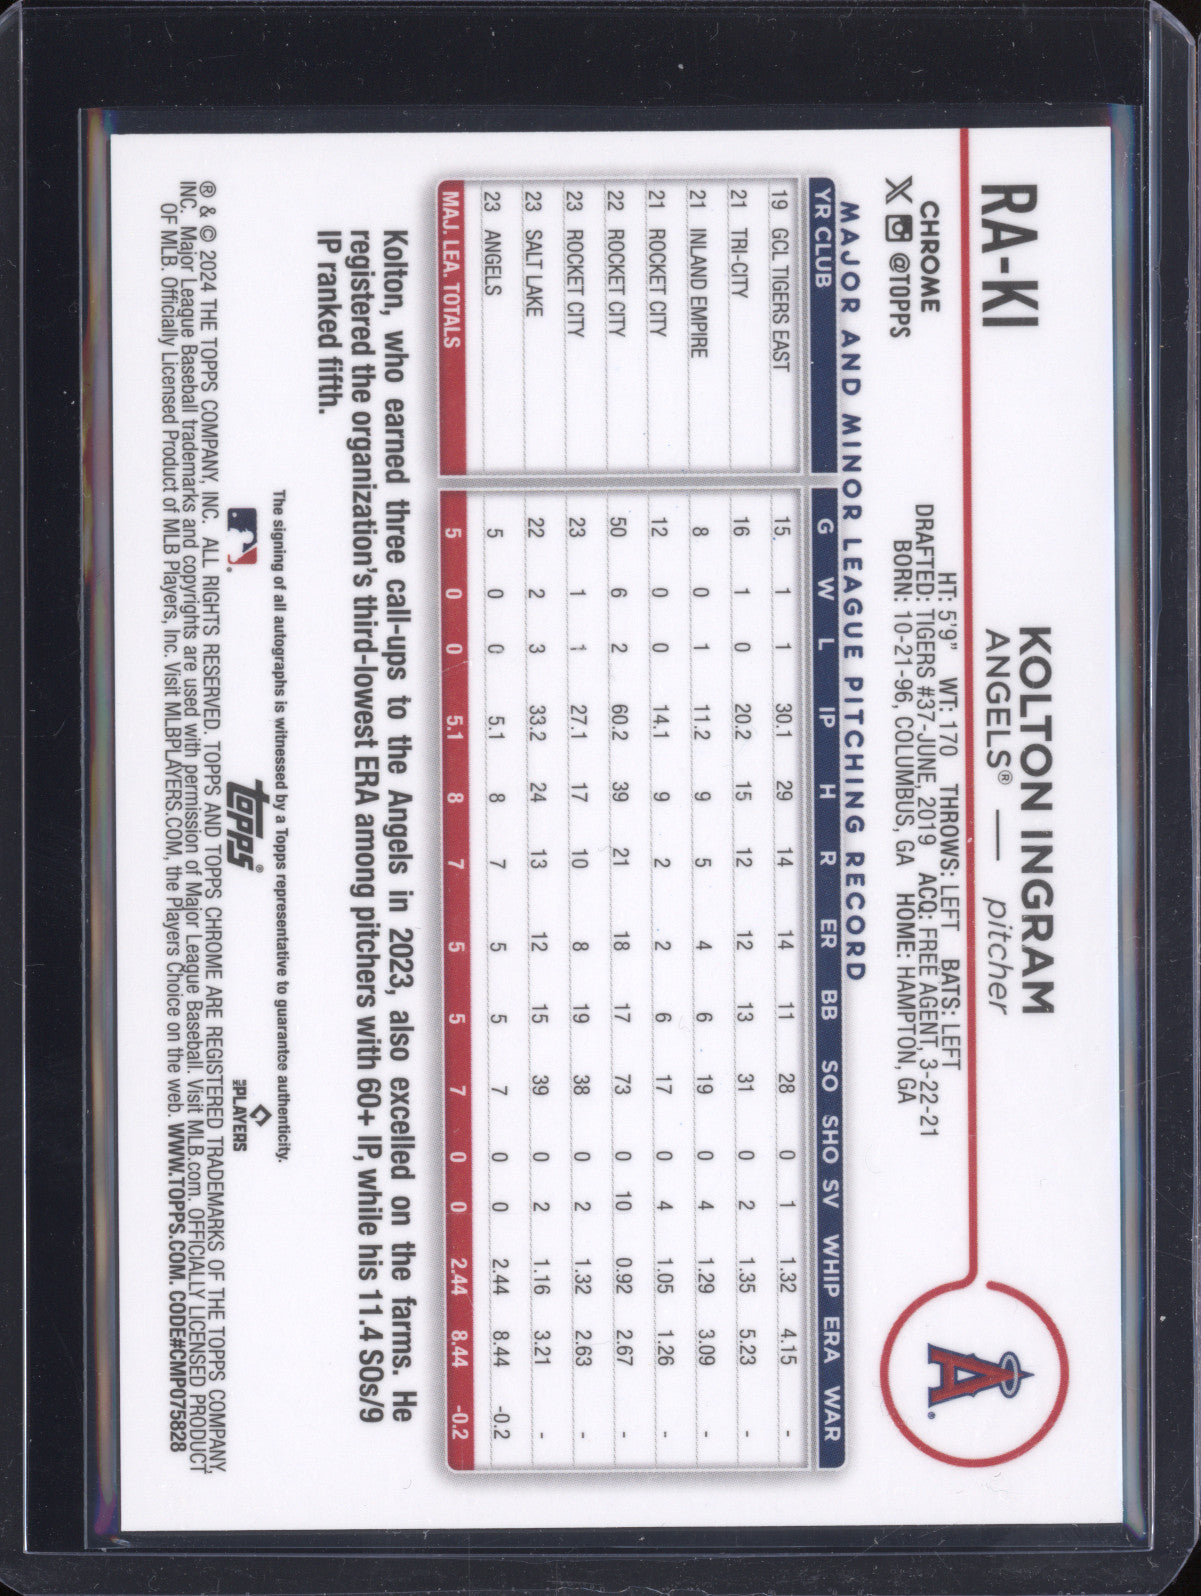 RA-KI
KOLTON INGRAM
ANGELS® — pitcher
CHROME
@TOPPS
HT: 5'9" WT: 170 THROWS: LEFT BATS: LEFT
DRAFTED: TIGERS #37-JUNE, 2019 ACQ: FREE AGENT, 3-22-21
BORN: 10-21-96, COLUMBUS, GA HOME: HAMPTON, GA
MAJOR AND MINOR LEAGUE PITCHING RECORD
YR CLUB G W L IP H R ER BB SO SHO SV WHIP ERA WAR
19 GCL TIGERS EAST 15 1 1 30.1 29 14 14 11 28 0 1 1.32 4.15 -
21 TRI-CITY 16 1 0 20.2 15 12 12 13 31 0 2 1.35 5.23 -
21 INLAND EMPIRE 8 0 1 11.2 9 5 4 6 19 0 4 1.29 3.09 -
21 ROCKET CITY 12 0 0 14.1 9 2 2 6 17 0 4 1.05 1.26 -
22 ROCKET CITY 50 6 2 60.2 39 21 18 17 73 0 10 0.92 2.67 -
23 ROCKET CITY 23 1 1 27.1 17 10 8 19 38 0 2 1.32 2.63 -
23 SALT LAKE 22 2 3 33.2 24 13 12 15 39 0 2 1.16 3.21 -
23 ANGELS 5 0 0 5.1 8 7 5 5 7 0 0 2.44 8.44 -0.2
MAJ. LEA. TOTALS 5 0 0 5.1 8 7 5 5 7 0 0 2.44 8.44 -0.2
Kolton, who earned three call-ups to the Angels in 2023, also excelled on the farms. He
registered the organization's third-lowest ERA among pitchers with 60+ IP, while his 11.4 SOs/9
IP ranked fifth.
The signing of all autographs is witnessed by a Topps representative to guarantee authenticity.
topps®
MLB PLAYERS
® & © 2024 THE TOPPS COMPANY, INC. ALL RIGHTS RESERVED. TOPPS AND TOPPS CHROME ARE REGISTERED TRADEMARKS OF THE TOPPS COMPANY,
INC. Major League Baseball trademarks and copyrights are used with permission of Major League Baseball. Visit MLB.com. OFFICIALLY LICENSED PRODUCT
OF MLB. Officially Licensed Product of MLB Players, Inc. Visit MLBPLAYERS.COM, the Players Choice on the web. WWW.TOPPS.COM. CODE#CMP075828